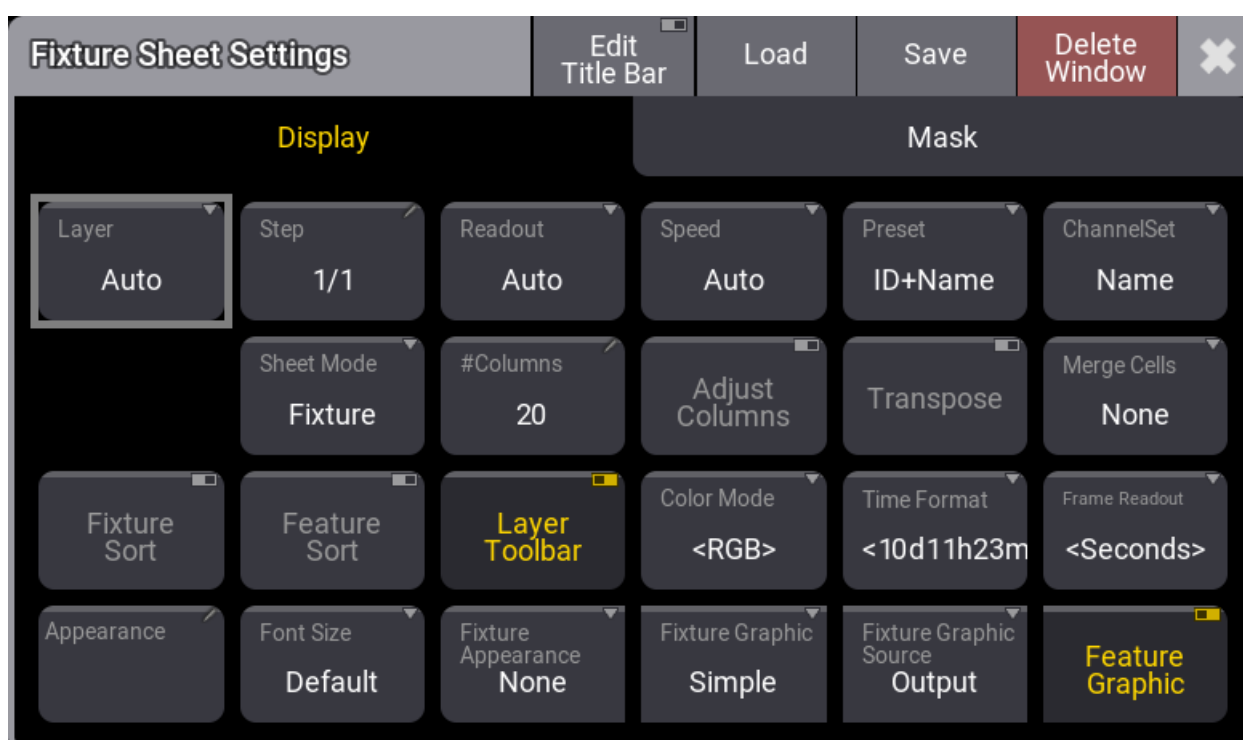 Fixture Sheet Settings
Edit
Title Bar
Load
Save
Delete
Window
Display
Mask
Layer
Auto
Step
1/1
Readout
Auto
Speed
Auto
Preset
ID+Name
ChannelSet
Name
Sheet Mode
Fixture
#Columns
20
Adjust
Columns
Transpose
Merge Cells
None
Fixture
Sort
Feature
Sort
Layer
Toolbar
Color Mode
<RGB>
Time Format
<10d11h23m
Frame Readout
<Seconds>
Appearance
Font Size
Default
Fixture
Appearance
None
Fixture Graphic
Simple
Fixture Graphic
Source
Output
Feature
Graphic